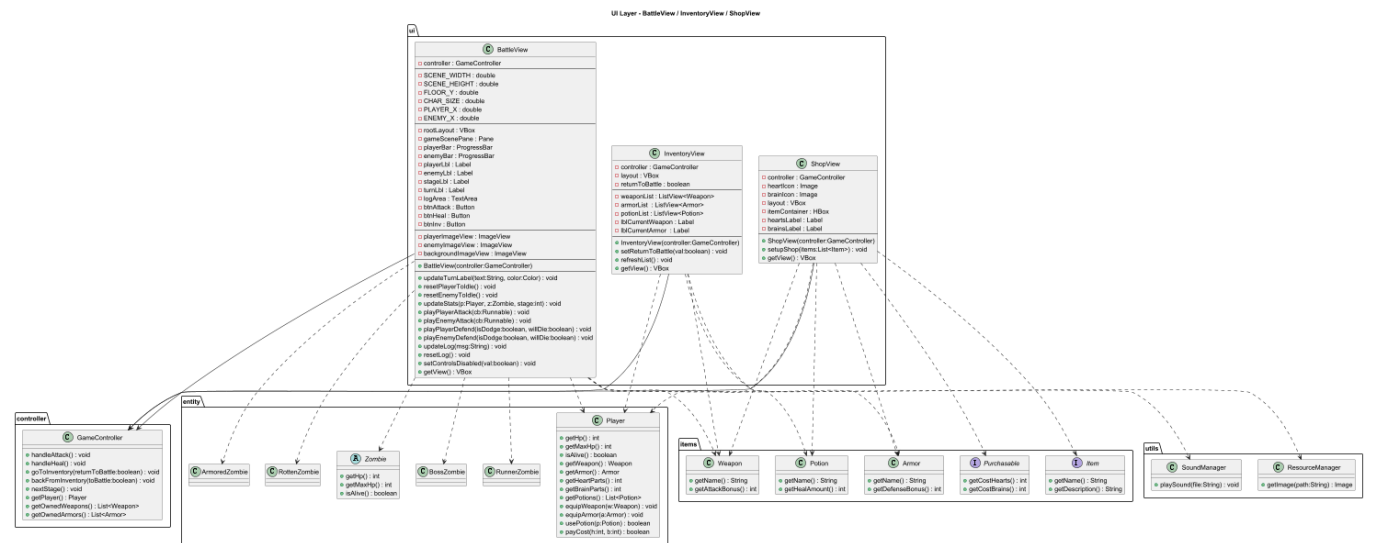 UI Layer - BattleView / InventoryView / ShopView
ui
BattleView
controller : GameController
SCENE_WIDTH : double
SCENE_HEIGHT : double
FLOOR_Y : double
CHAR_SIZE : double
PLAYER_X : double
ENEMY_X : double
rootLayout : VBox
gameScenePane : Pane
playerBar : ProgressBar
enemyBar : ProgressBar
playerLbl : Label
enemyLbl : Label
stageLbl : Label
turnLbl : Label
logArea : TextArea
btnAttack : Button
btnHeal : Button
btnInv : Button
playerImageView : ImageView
enemyImageView : ImageView
backgroundImageView : ImageView
BattleView(controller:GameController)
updateTurnLabel(text:String, color:Color) : void
resetPlayerToIdle() : void
resetEnemyToIdle() : void
updateStats(p:Player, z:Zombie, stage:int) : void
playPlayerAttack(cb:Runnable) : void
playEnemyAttack(cb:Runnable) : void
playPlayerDefend(isDodge:boolean, willDie:boolean) : void
playEnemyDefend(isDodge:boolean, willDie:boolean) : void
updateLog(msg:String) : void
resetLog() : void
setControlsDisabled(val:boolean) : void
getView() : VBox
InventoryView
controller : GameController
layout : VBox
returnToBattle : boolean
weaponList : ListView<Weapon>
armorList : ListView<Armor>
potionList : ListView<Potion>
lblCurrentWeapon : Label
lblCurrentArmor : Label
InventoryView(controller:GameController)
setReturnToBattle(val:boolean) : void
refreshList() : void
getView() : VBox
ShopView
controller : GameController
heartIcon : Image
brainIcon : Image
layout : VBox
itemContainer : HBox
heartsLabel : Label
brainsLabel : Label
ShopView(controller:GameController)
setupShop(items:List<Item>) : void
getView() : VBox
controller
GameController
handleAttack() : void
handleHeal() : void
goToInventory(returnToBattle:boolean) : void
backFromInventory(toBattle:boolean) : void
nextStage() : void
getPlayer() : Player
getOwnedWeapons() : List<Weapon>
getOwnedArmors() : List<Armor>
entity
ArmoredZombie
RottenZombie
Zombie
getHp() : int
getMaxHp() : int
isAlive() : boolean
BossZombie
RunnerZombie
Player
getHp() : int
getMaxHp() : int
isAlive() : boolean
getWeapon() : Weapon
getArmor() : Armor
getHeartParts() : int
getBrainParts() : int
getPotions() : List<Potion>
equipWeapon(w:Weapon) : void
equipArmor(a:Armor) : void
usePotion(p:Potion) : boolean
payCost(h:int, b:int) : boolean
items
Weapon
getName() : String
getAttackBonus() : int
Potion
getName() : String
getHealAmount() : int
Armor
getName() : String
getDefenseBonus() : int
Purchasable
getCostHearts() : int
getCostBrains() : int
Item
getName() : String
getDescription() : String
utils
SoundManager
playSound(file:String) : void
ResourceManager
getImage(path:String) : Image